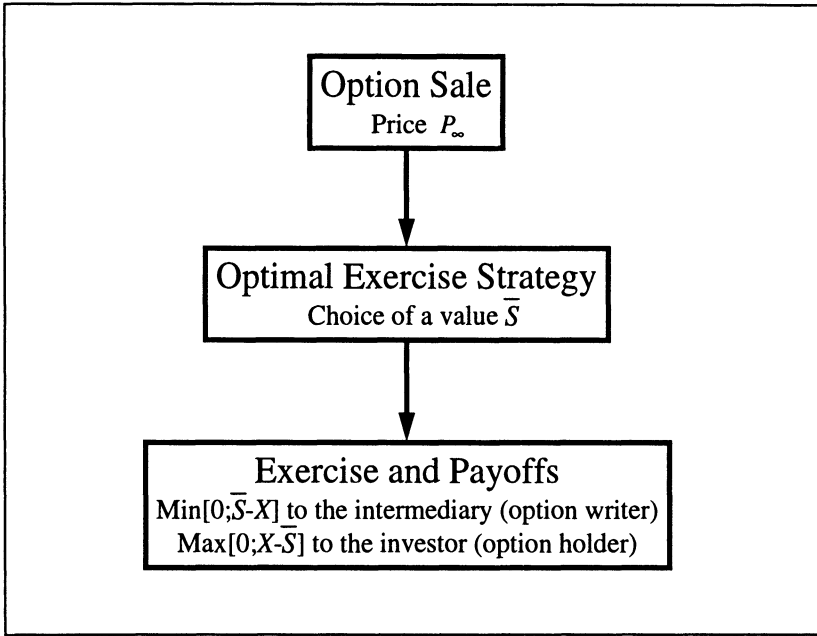 Option Sale
Price P∞
Optimal Exercise Strategy
Choice of a value S̅
Exercise and Payoffs
Min[0;S̅-X] to the intermediary (option writer)
Max[0;X-S̅] to the investor (option holder)